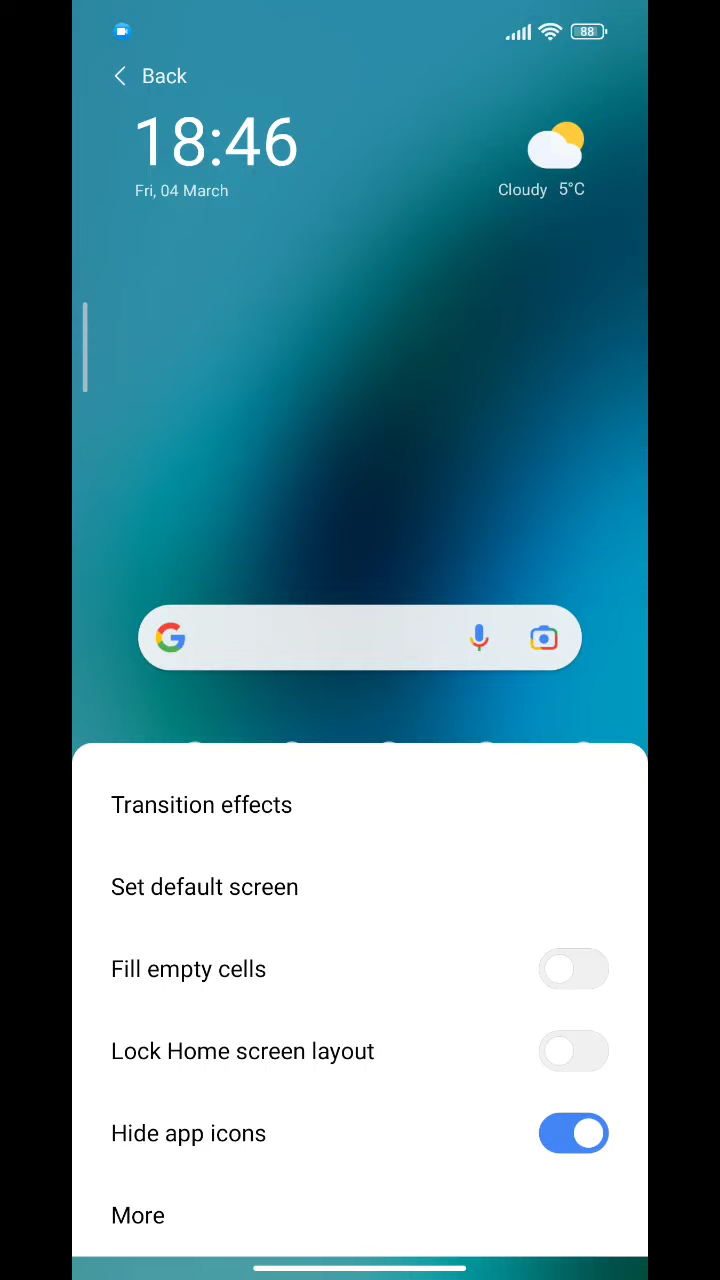 88
Back
18:46
Fri, 04 March
Cloudy 5°C
G
Transition effects
Set default screen
Fill empty cells
Lock Home screen layout
Hide app icons
More